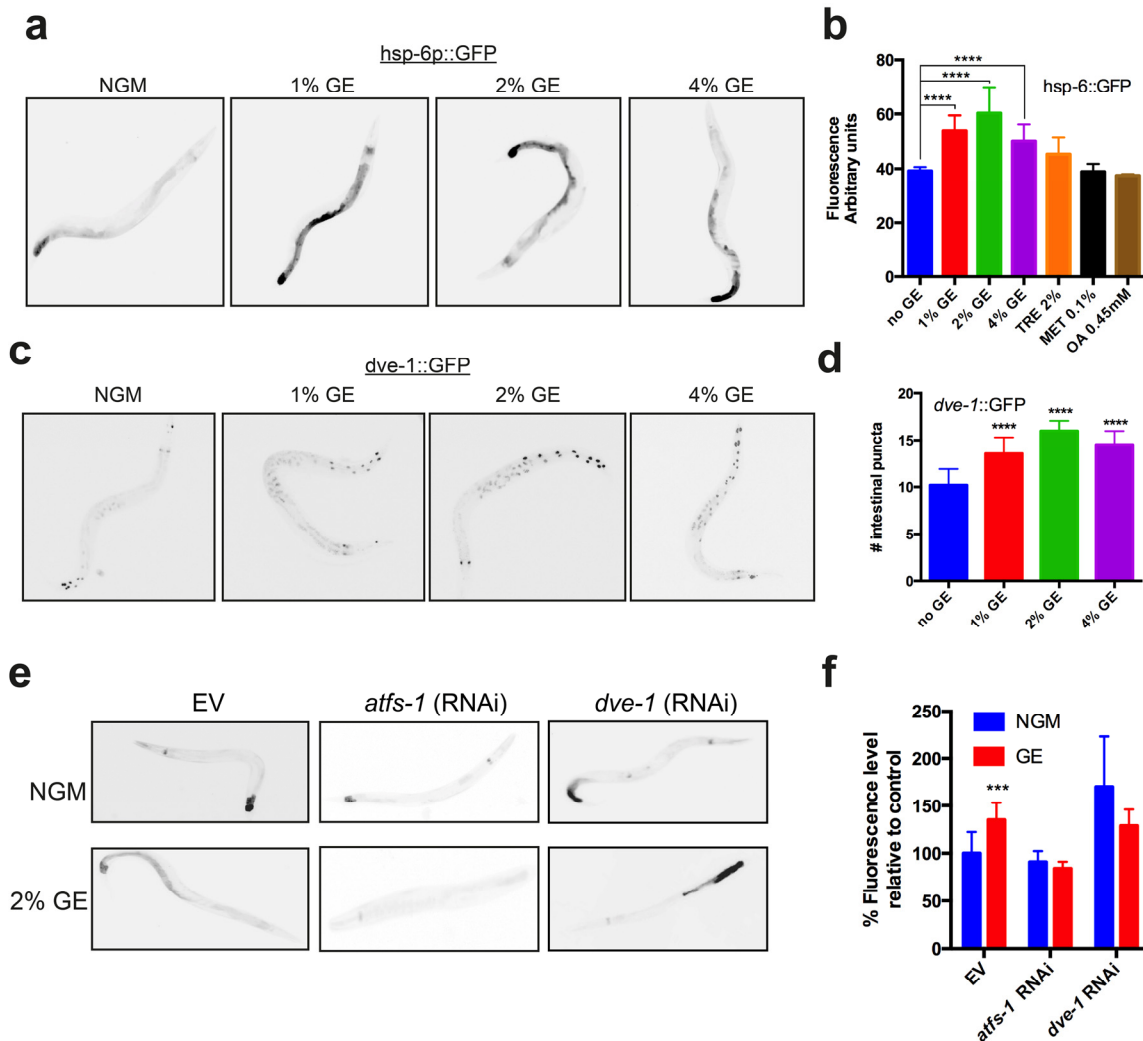 a
hsp-6p::GFP
NGM 1% GE 2% GE 4% GE
b
80
60
40
20
0
Fluorescence
Arbitrary units
**** 
****
****
hsp-6::GFP
no GE
1% GE
2% GE
4% GE
TRE 2%
MET 0.1%
OA 0.45mM
c
dve-1::GFP
NGM 1% GE 2% GE 4% GE
d
20
15
10
5
0
# intestinal puncta
dve-1::GFP
****
****
****
no GE
1% GE
2% GE
4% GE
e
EV atfs-1 (RNAi) dve-1 (RNAi)
NGM
2% GE
f
250
200
150
100
50
0
% Fluorescence level
relative to control
NGM
GE
***
EV
atfs-1 RNAi
dve-1 RNAi